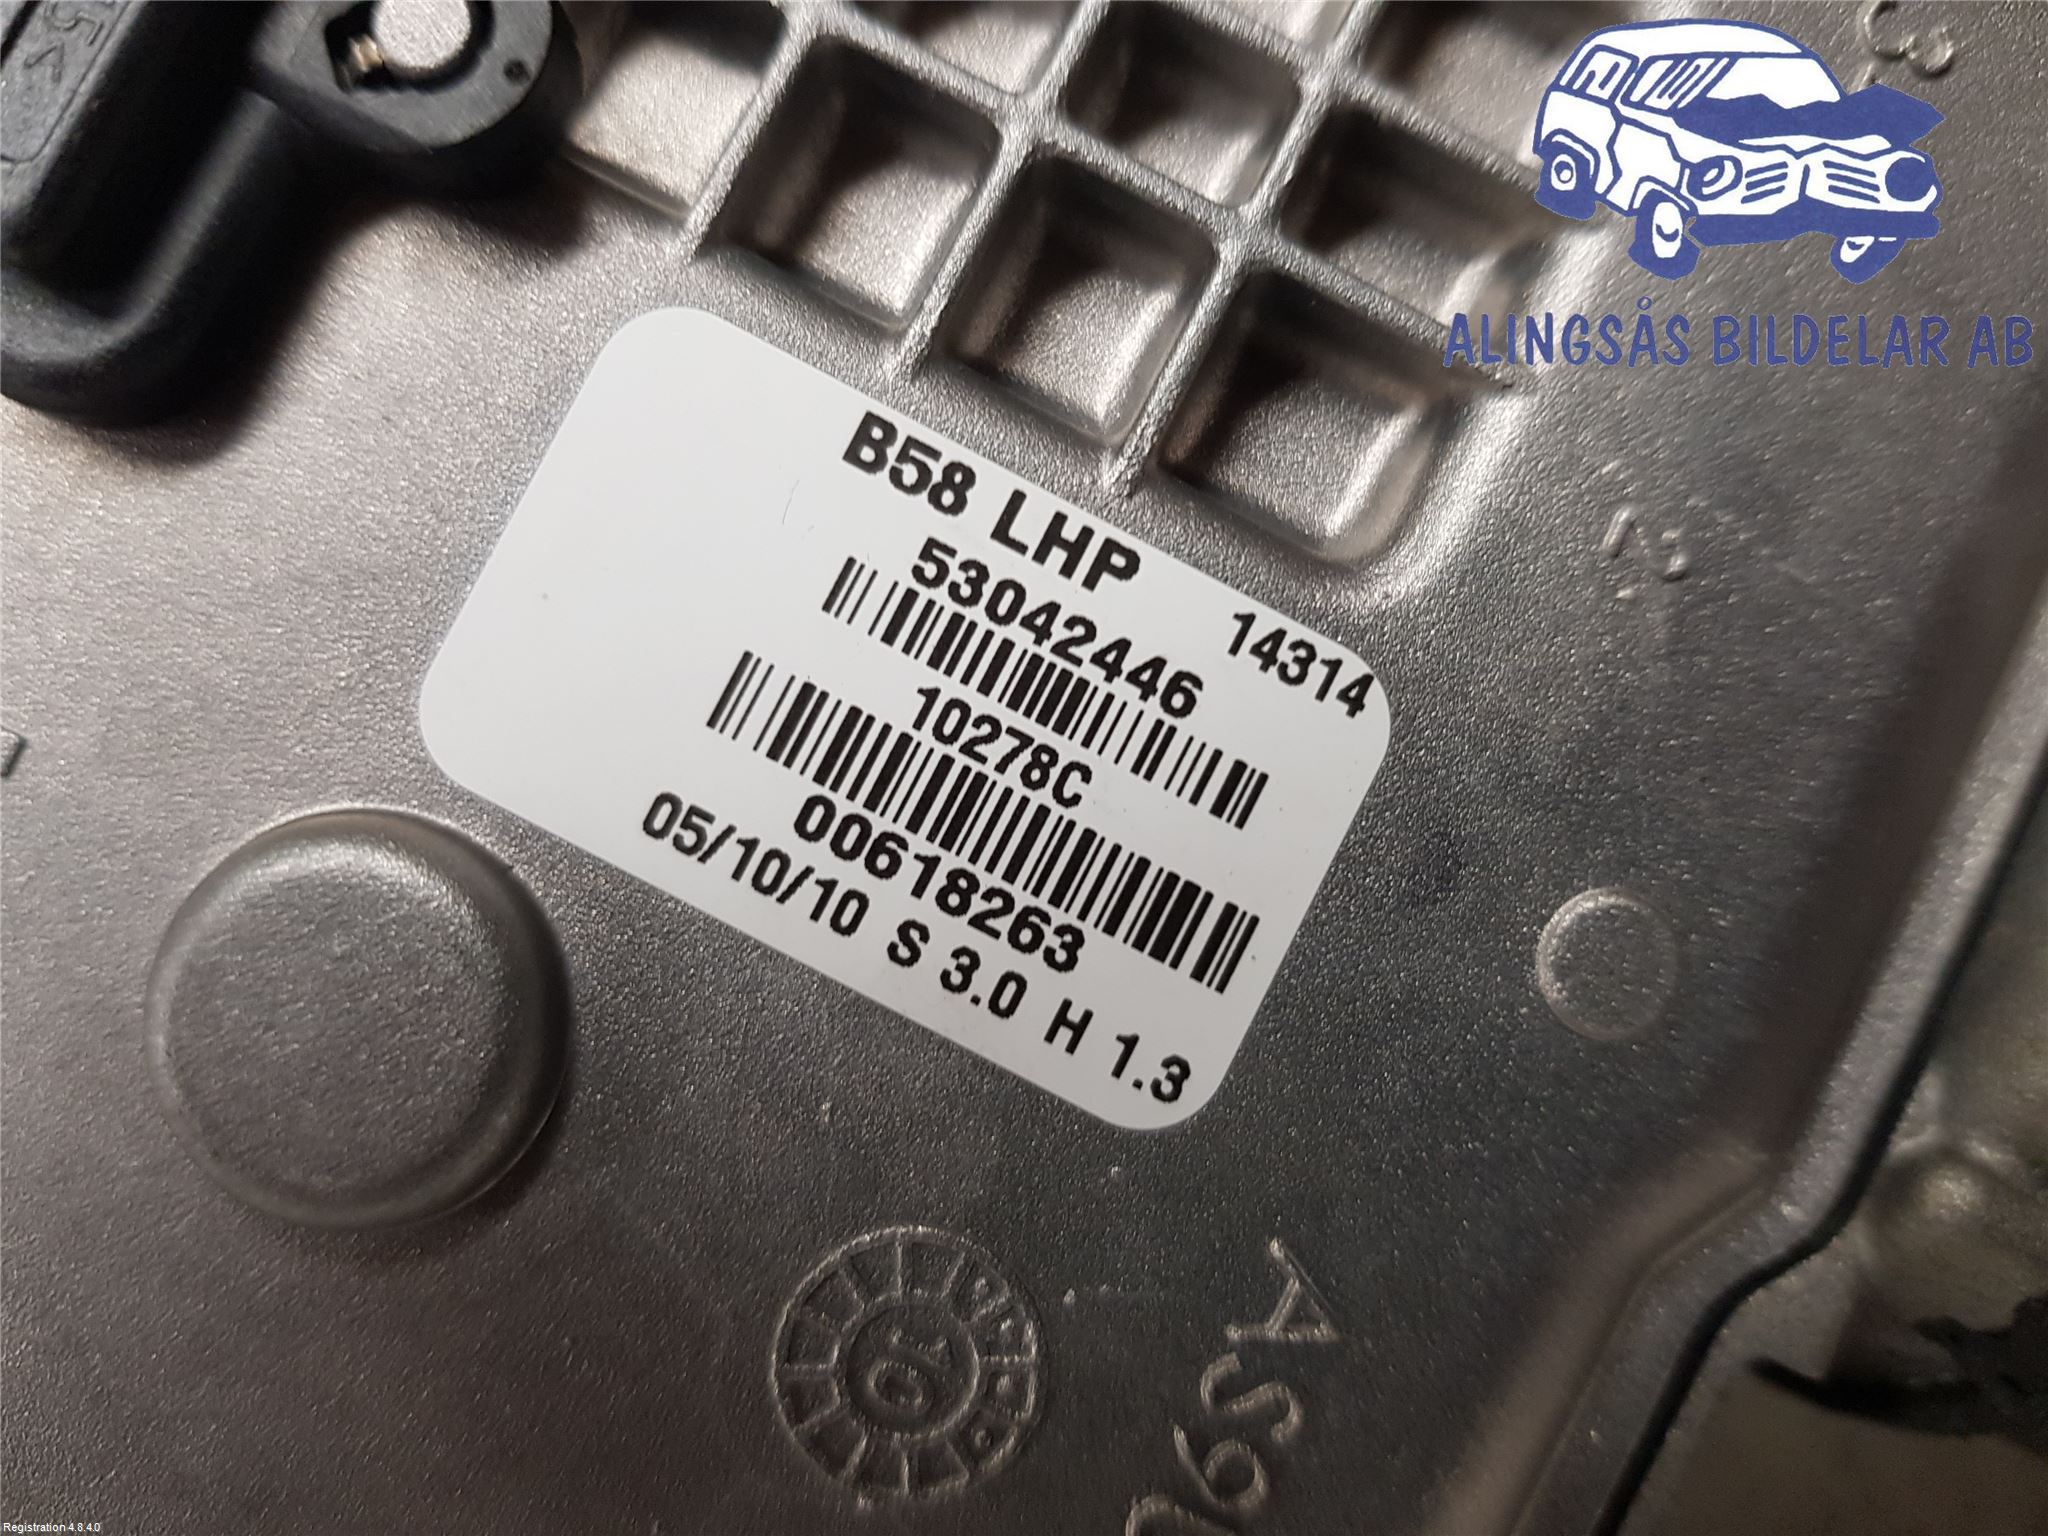 ALINGSÅS BILDELAR AB
B58 LHP
53042446 14314
10278C
00618263
05/10/10 S 3.0 H 1.3
10
Registration 4.8.4.0